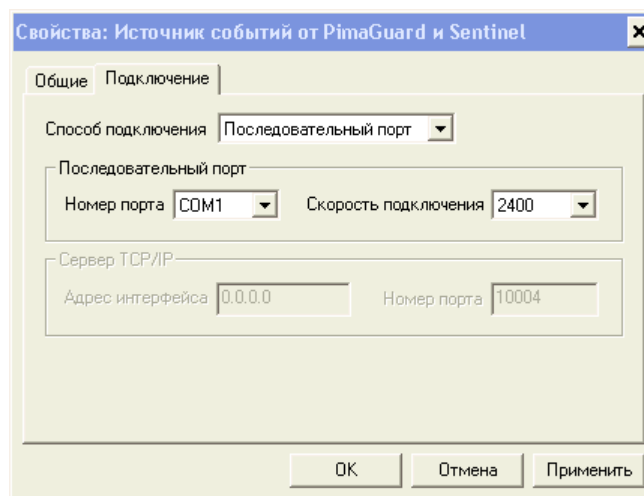 Свойства: Источник событий от PimaGuard и Sentinel
Общие Подключение
Способ подключения Последовательный порт
Последовательный порт
Номер порта COM1 Скорость подключения 2400
Сервер TCP/IP
Адрес интерфейса 0.0.0.0 Номер порта 10004
OK Отмена Применить